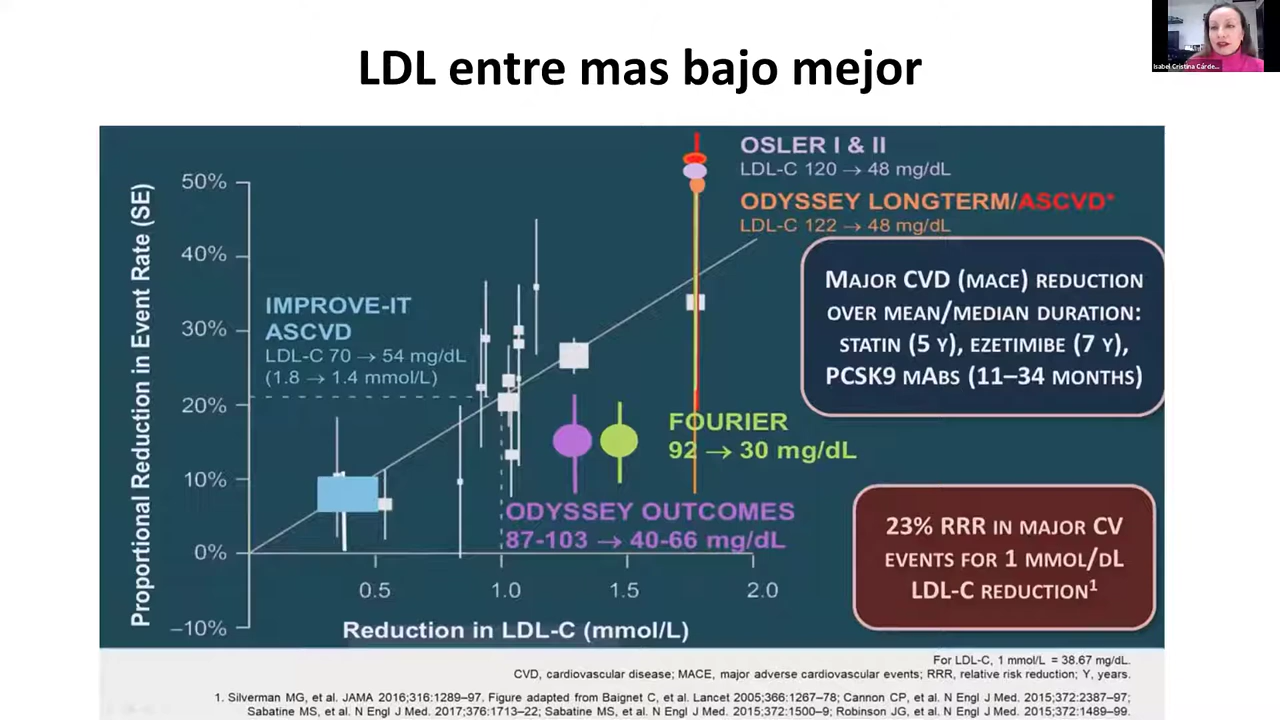 LDL entre mas bajo mejor
Isabel Cristina Cárde...
Proportional Reduction in Event Rate (SE)
50%
40%
30%
20%
10%
0%
–10%
0.5
1.0
1.5
2.0
Reduction in LDL-C (mmol/L)
IMPROVE-IT
ASCVD
LDL-C 70 → 54 mg/dL
(1.8 → 1.4 mmol/L)
OSLER I & II
LDL-C 120 → 48 mg/dL
ODYSSEY LONGTERM/ASCVD*
LDL-C 122 → 48 mg/dL
FOURIER
92 → 30 mg/dL
ODYSSEY OUTCOMES
87-103 → 40-66 mg/dL
MAJOR CVD (MACE) REDUCTION
OVER MEAN/MEDIAN DURATION:
STATIN (5 Y), EZETIMIBE (7 Y),
PCSK9 MABS (11–34 MONTHS)
23% RRR IN MAJOR CV
EVENTS FOR 1 MMOL/DL
LDL-C REDUCTION1
For LDL-C, 1 mmol/L = 38.67 mg/dL.
CVD, cardiovascular disease; MACE, major adverse cardiovascular events; RRR, relative risk reduction; Y, years.
1. Silverman MG, et al. JAMA 2016;316:1289–97. Figure adapted from Baignet C, et al. Lancet 2005;366:1267–78; Cannon CP, et al. N Engl J Med. 2015;372:2387–97;
Sabatine MS, et al. N Engl J Med. 2017;376:1713–22; Sabatine MS, et al. N Engl J Med. 2015;372:1500–9; Robinson JG, et al. N Engl J Med. 2015;372:1489–99.